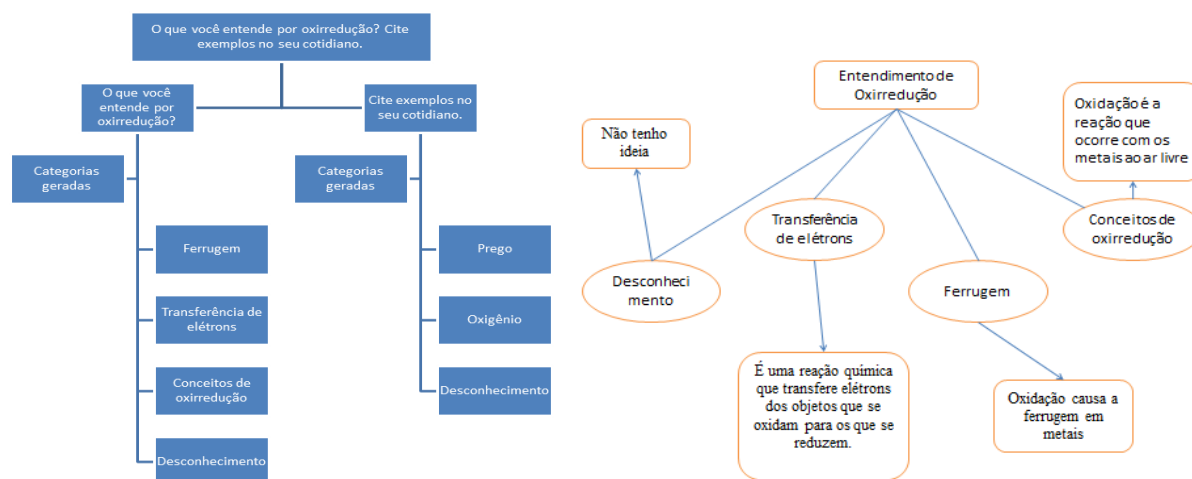 O que você entende por oxirredução? Cite
exemplos no seu cotidiano.
O que você
entende por
oxirredução?
Cite exemplos no
seu cotidiano.
Categorias
geradas
Categorias
geradas
Ferrugem
Transferência de
elétrons
Conceitos de
oxirredução
Desconhecimento
Prego
Oxigênio
Desconhecimento
Entendimento de
Oxirredução
Não tenho
ideia
Oxidação é a
reação que
ocorre com os
metais ao ar livre
Desconheci
mento
Transferência
de elétrons
Ferrugem
Conceitos de
oxirredução
É uma reação química
que transfere elétrons
dos objetos que se
oxidam para os que se
reduzem.
Oxidação causa a
ferrugem em
metais